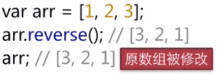 var arr = [1, 2, 3];
arr.reverse(); // [3, 2, 1]
arr; // [3, 2, 1] 原数组被修改